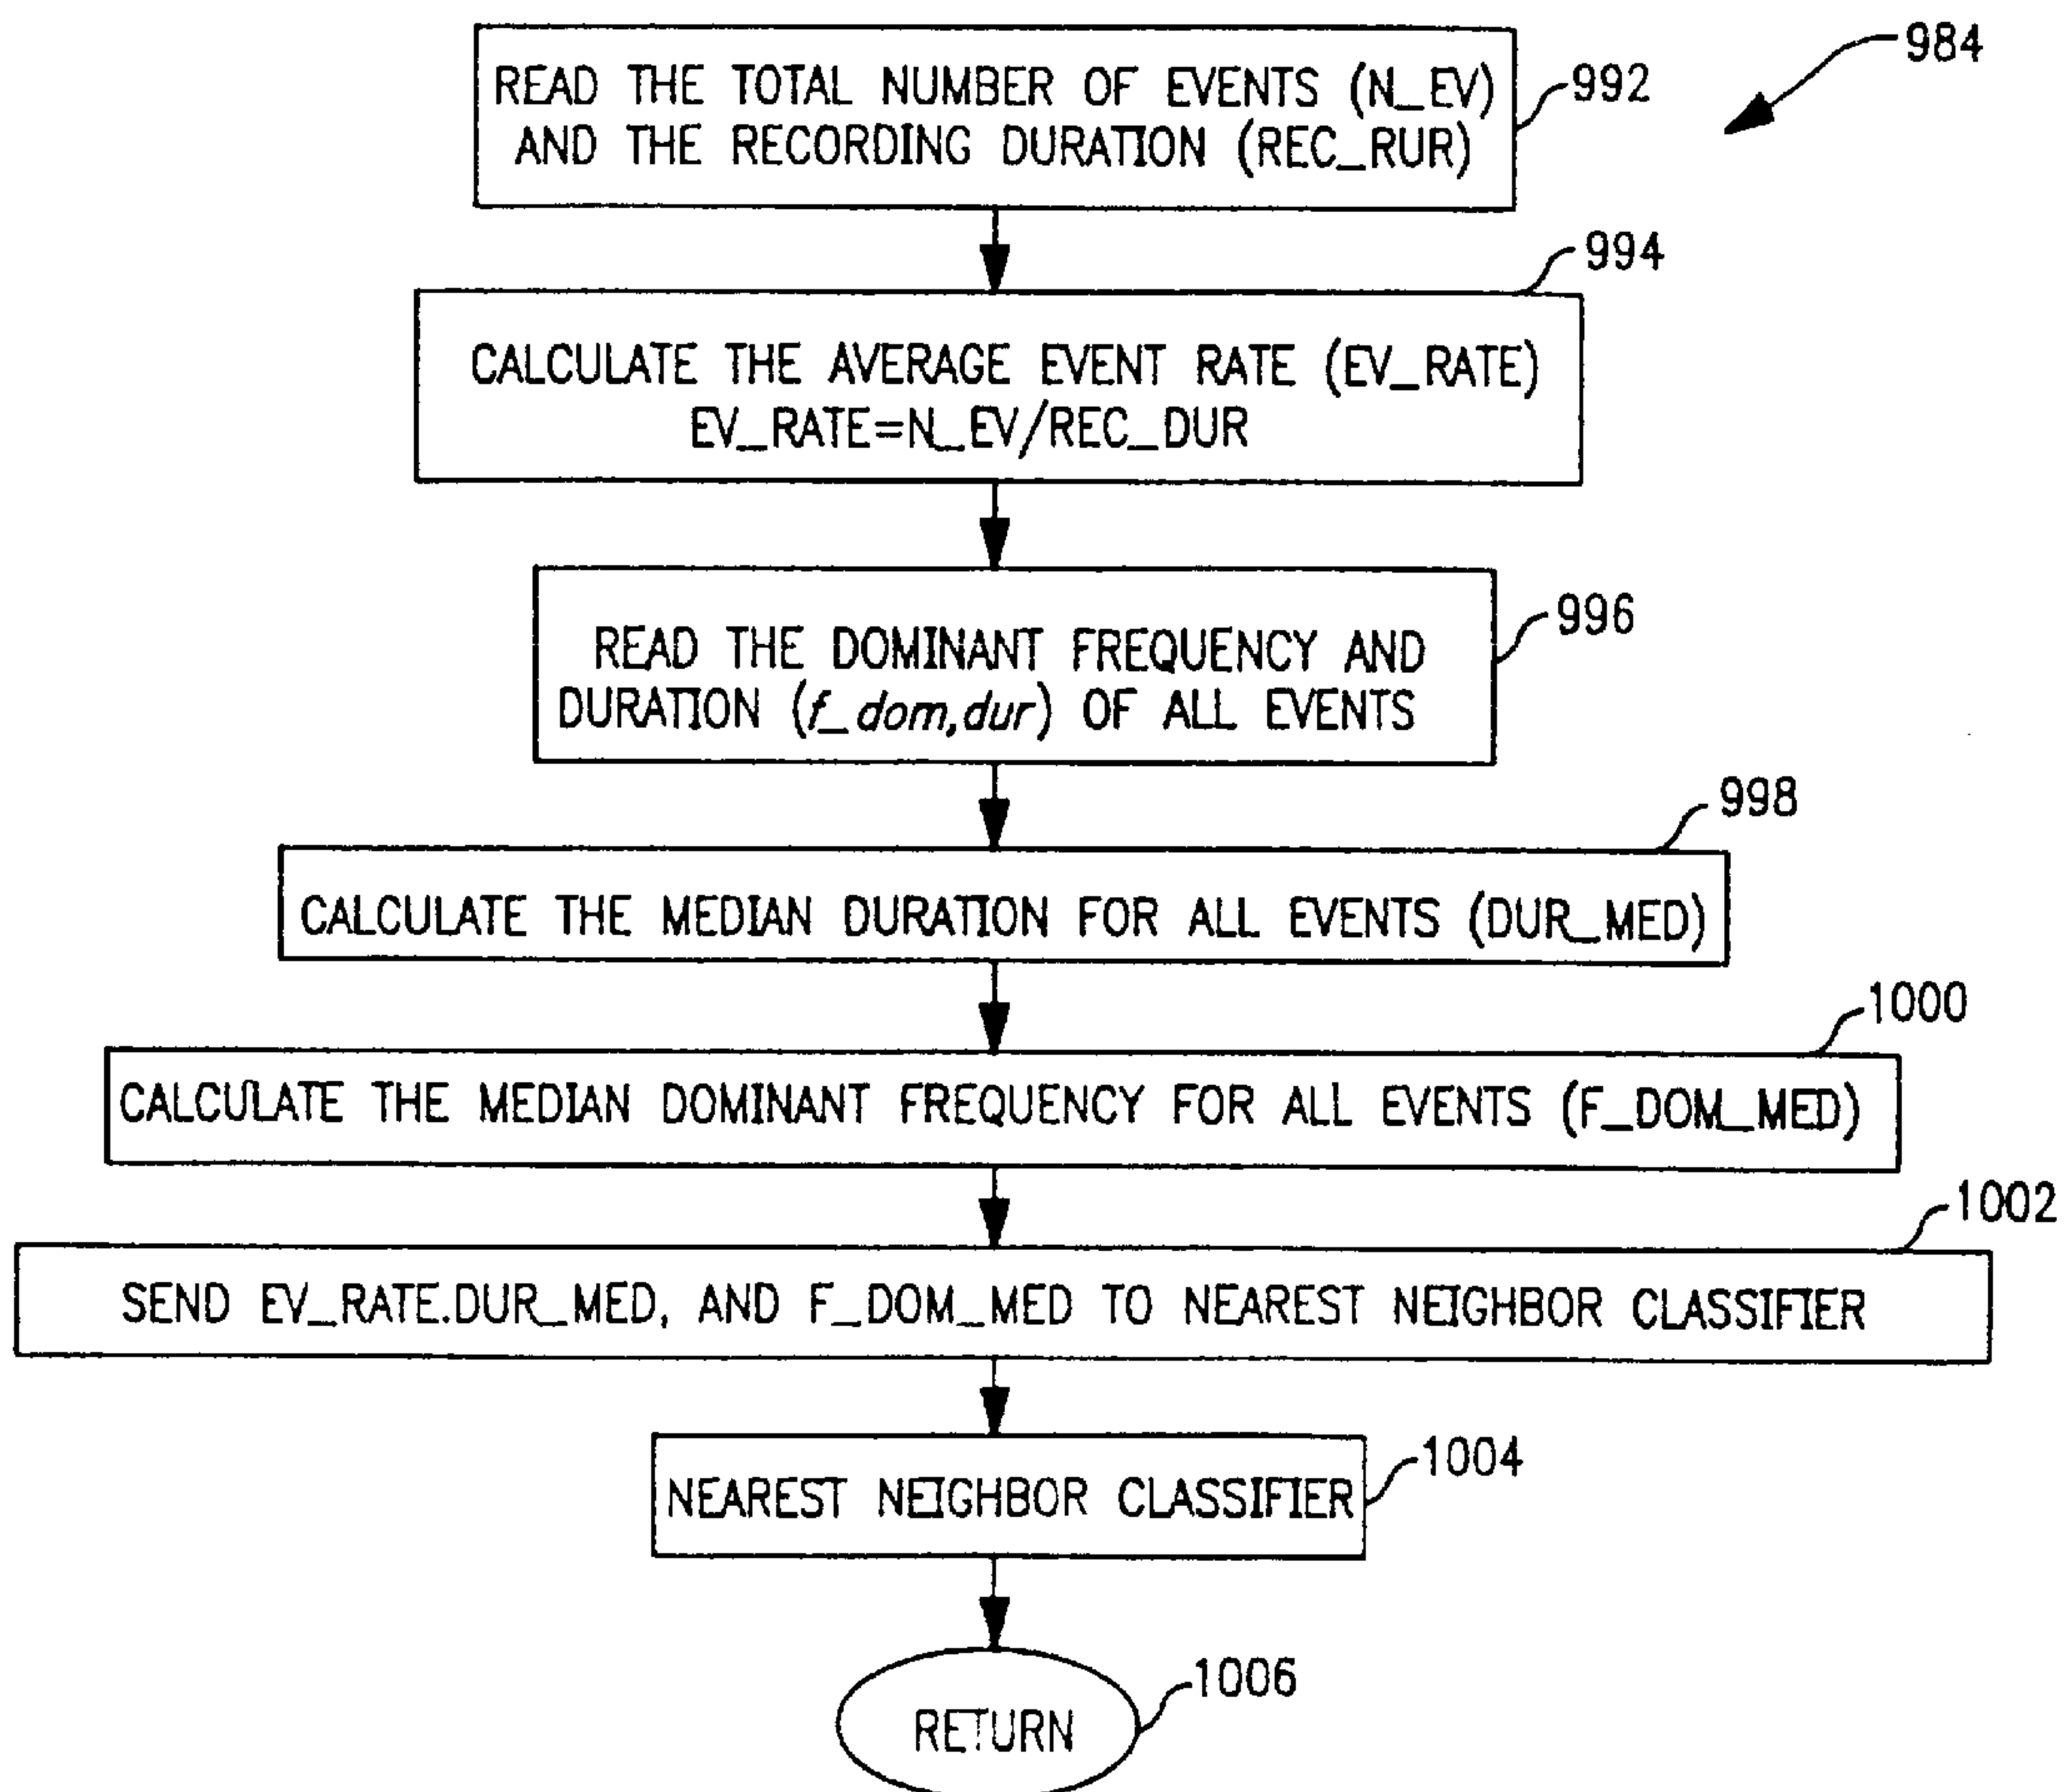 984
READ THE TOTAL NUMBER OF EVENTS (N_EV)
AND THE RECORDING DURATION (REC_RUR)
992
994
CALCULATE THE AVERAGE EVENT RATE (EV_RATE)
EV_RATE=N_EV/REC_DUR
996
READ THE DOMINANT FREQUENCY AND
DURATION (f_dom,dur) OF ALL EVENTS
998
CALCULATE THE MEDIAN DURATION FOR ALL EVENTS (DUR_MED)
1000
CALCULATE THE MEDIAN DOMINANT FREQUENCY FOR ALL EVENTS (F_DOM_MED)
1002
SEND EV_RATE.DUR_MED, AND F_DOM_MED TO NEAREST NEIGHBOR CLASSIFIER
1004
NEAREST NEIGHBOR CLASSIFIER
1006
RETURN